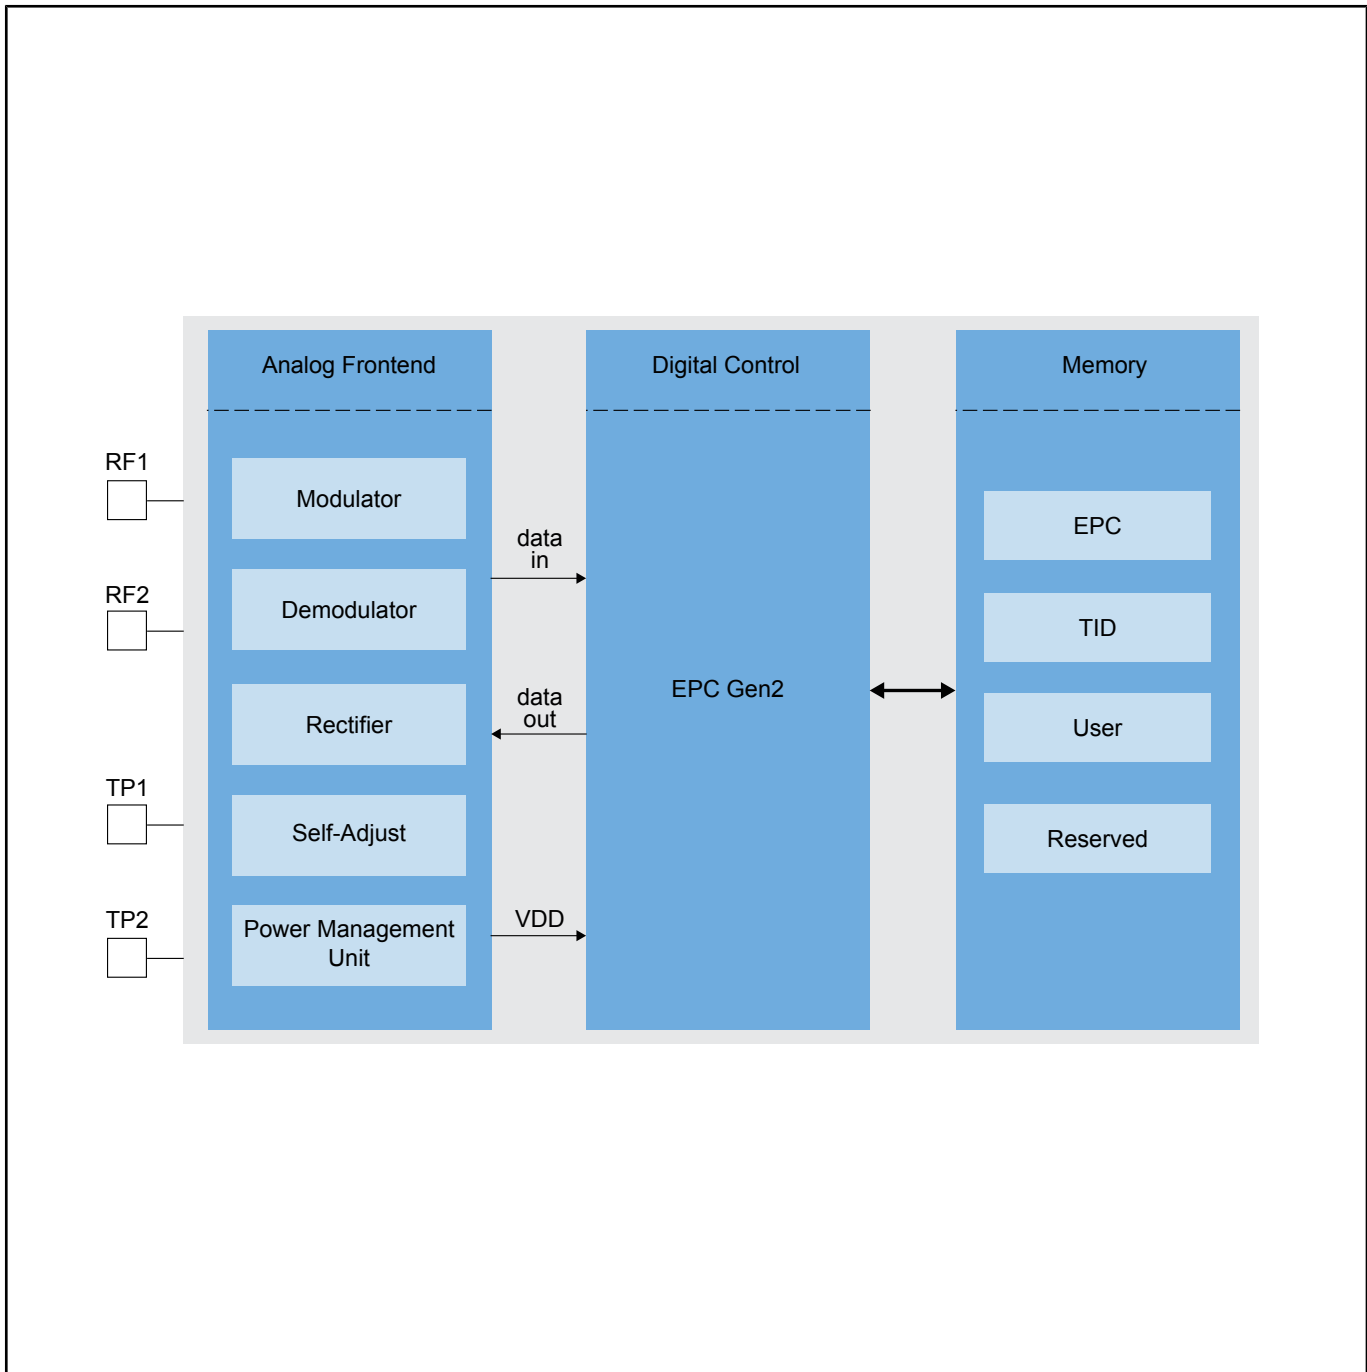 Analog Frontend
Digital Control
Memory
RF1
RF2
TP1
TP2
Modulator
Demodulator
Rectifier
Self-Adjust
Power Management
Unit
data
in
data
out
VDD
EPC Gen2
EPC
TID
User
Reserved